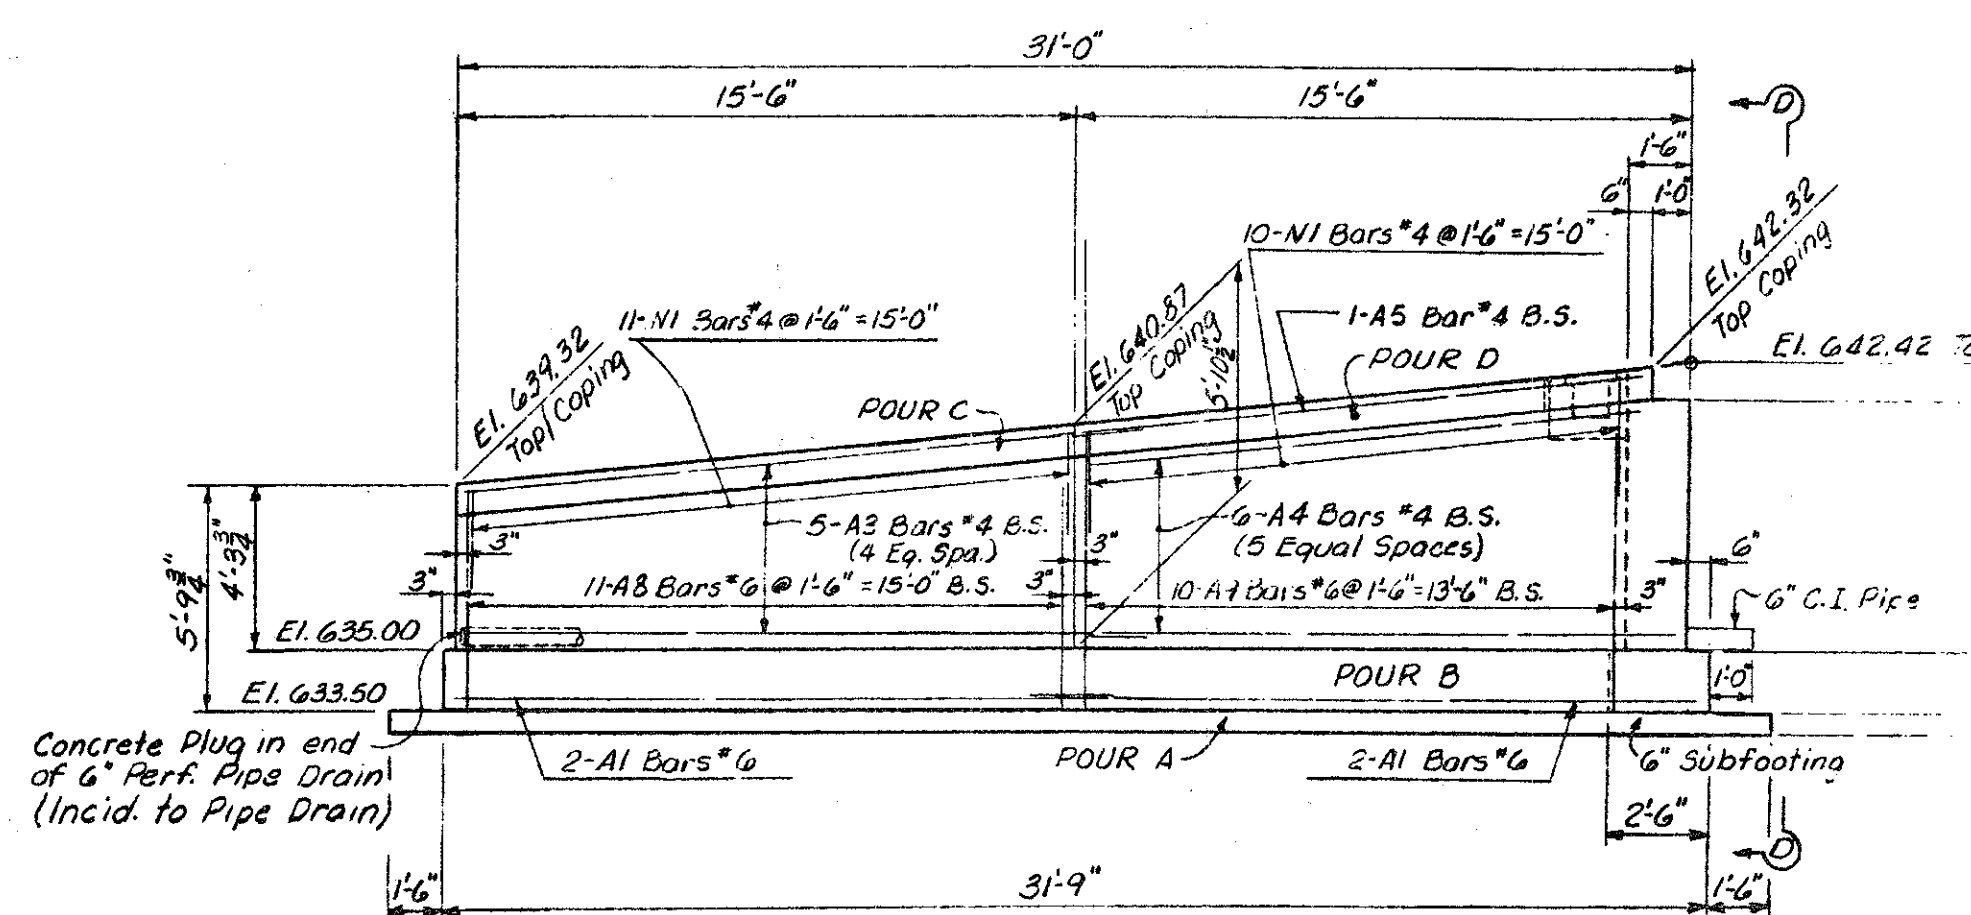 31'-0"
15'-6"
15'-6"
D
1'-6"
6"
1'-0"
10-N1 Bars #4 @ 1'-6" = 15'-0"
El. 642.32
Top Coping
11-N1 Bars #4 @ 1'-6" = 15'-0"
El. 640.87
Top Coping
5'-10½"
1-A5 Bar #4 B.S.
POUR D
El. 642.42
El. 639.32
Top Coping
POUR C
5-A3 Bars #4 B.S.
(4 Eq. Spa.)
6-A4 Bars #4 B.S.
(5 Equal Spaces)
3"
3"
6"
5'-9¾"
4'-3¾"
3"
11-A8 Bars #6 @ 1'-6" = 15'-0" B.S.
3"
Bars #6 @ 1'-6" = 13'-6" B.S.
3"
6" C.I. Pipe
El. 635.00
El. 633.50
POUR B
1'-0"
Concrete Plug in end
of 6" Perf. Pipe Drain
(Incid. to Pipe Drain)
2-A1 Bars #6
POUR A
2-A1 Bars #6
6" Subfooting
2'-6"
D
1'-6"
31'-9"
1'-6"